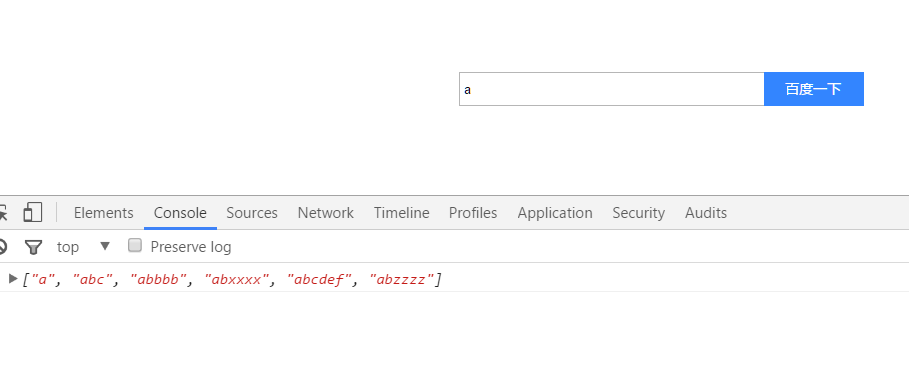 a 百度一下
Elements Console Sources Network Timeline Profiles Application Security Audits
top Preserve log
["a", "abc", "abbbb", "abxxxx", "abcdef", "abzzzz"]